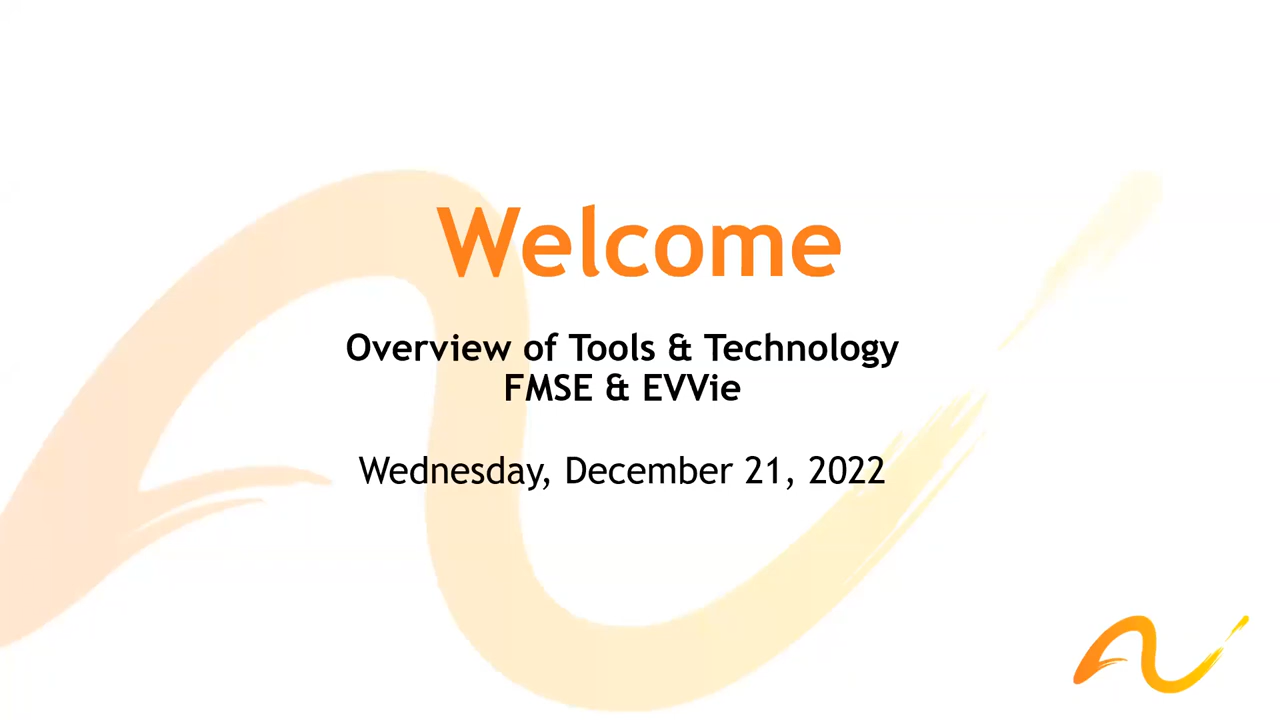 Welcome
Overview of Tools & Technology
FMSE & EVVie
Wednesday, December 21, 2022